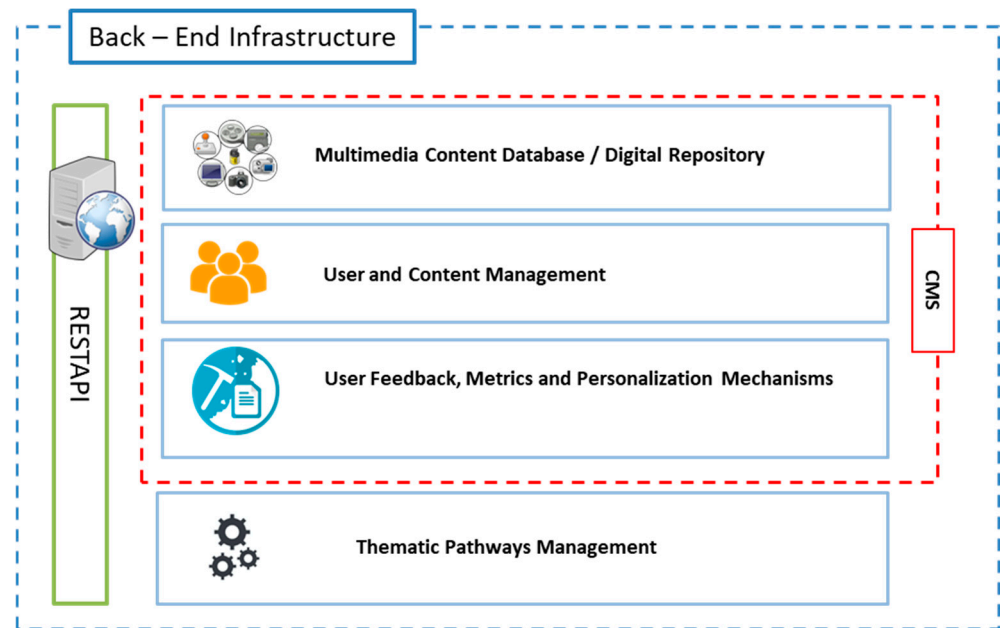 Back – End Infrastructure
RESTAPI
Multimedia Content Database / Digital Repository
User and Content Management
User Feedback, Metrics and Personalization Mechanisms
CMS
Thematic Pathways Management